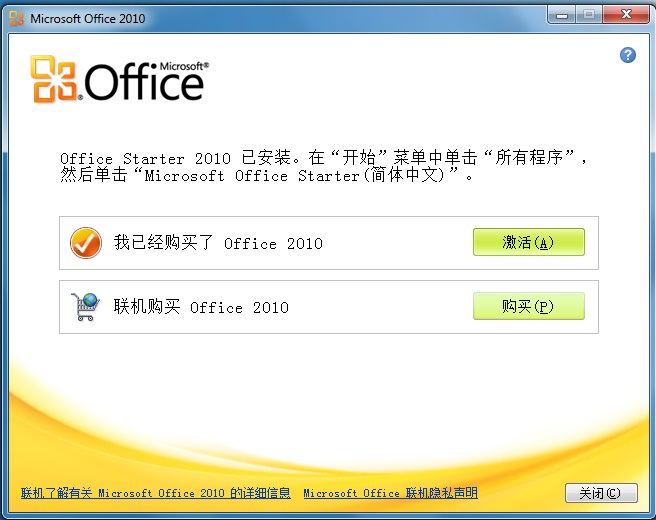 Microsoft Office 2010
Microsoft®
Office
Office Starter 2010 已安装。在“开始”菜单中单击“所有程序”，
然后单击“Microsoft Office Starter(简体中文)”。
我已经购买了 Office 2010
激活(A)
联机购买 Office 2010
购买(P)
联机了解有关 Microsoft Office 2010 的详细信息 Microsoft Office 联机隐私声明
关闭(C)